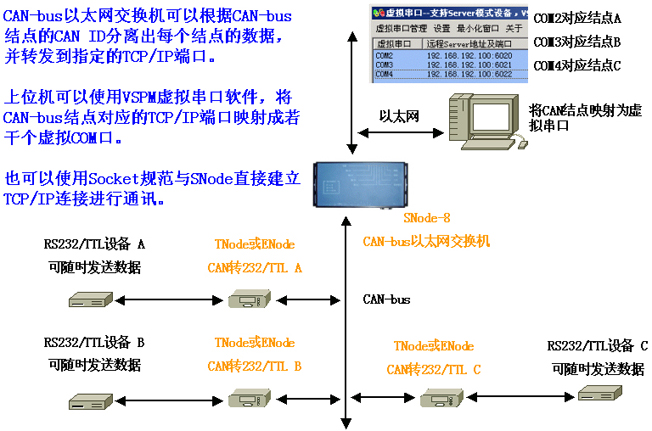 CAN-bus以太网交换机可以根据CAN-bus
结点的CAN ID分离出每个结点的数据,
并转发到指定的TCP/IP端口。
上位机可以使用VSPM虚拟串口软件，将
CAN-bus结点对应的TCP/IP端口映射成若
干个虚拟COM口。
也可以使用Socket规范与SNode直接建立
TCP/IP连接进行通讯。
虚拟串口--支持Server模式设备，VS
虚拟串口管理 设置 最小化窗口 关于
虚拟串口 远程Server地址及端口
COM2 192.168.192.100:6020
COM3 192.168.192.100:6021
COM4 192.168.192.100:6022
COM2对应结点A
COM3对应结点B
COM4对应结点C
以太网
将CAN结点映射为虚
拟串口
SNode-8
CAN-bus以太网交换机
RS232/TTL设备 A
可随时发送数据
TNode或ENode
CAN转232/TTL A
CAN-bus
RS232/TTL设备 B
可随时发送数据
TNode或ENode
CAN转232/TTL B
TNode或ENode
CAN转232/TTL C
RS232/TTL设备 C
可随时发送数据